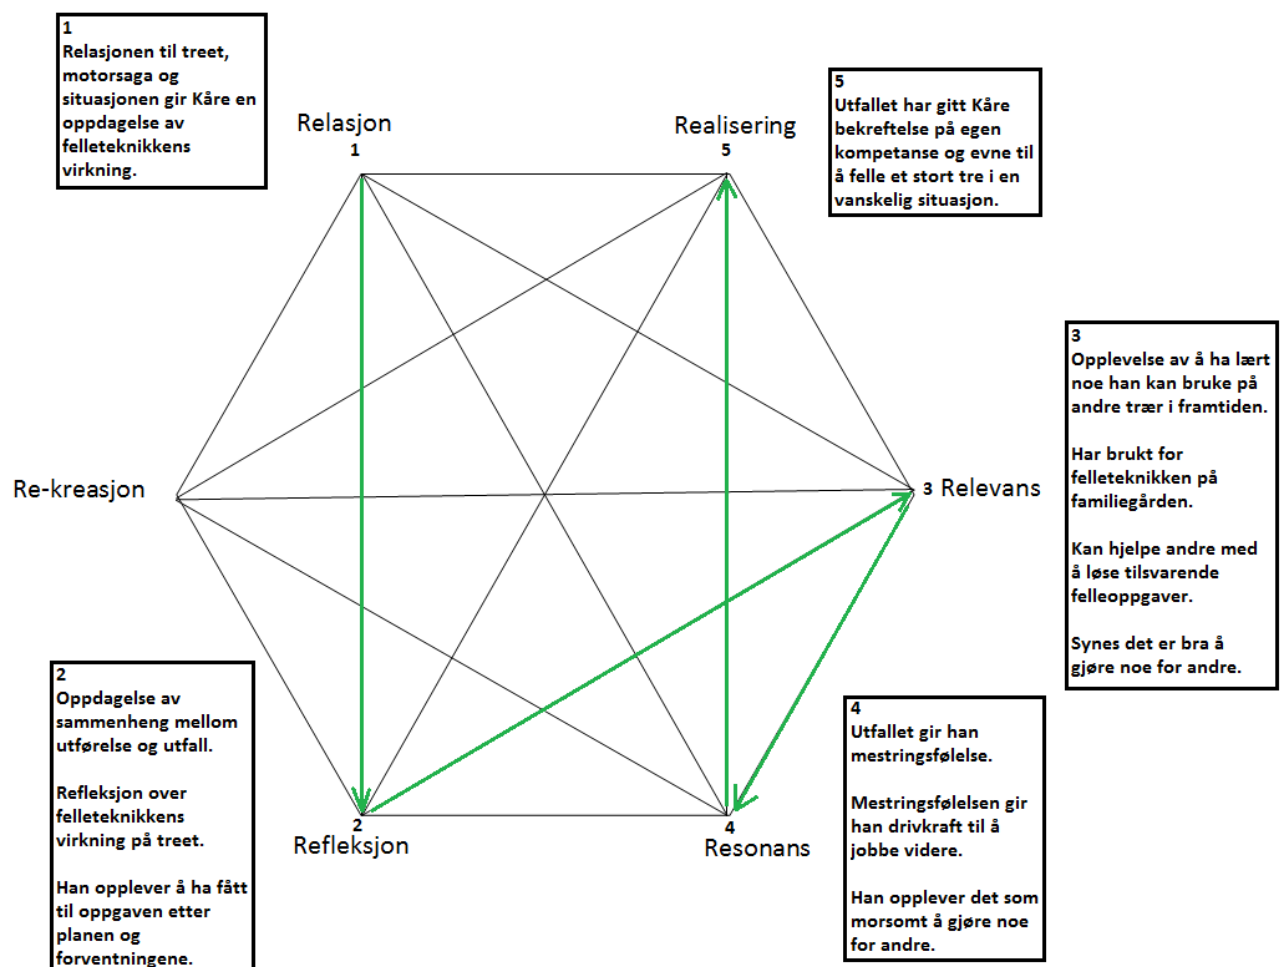 1
Relasjonen til treet,
motorsaga og
situasjonen gir Kåre en
oppdagelse av
felleteknikkens
virkning.
Relasjon
1
Realisering
5
5
Utfallet har gitt Kåre
bekreftelse på egen
kompetanse og evne til
å felle et stort tre i en
vanskelig situasjon.
Re-kreasjon
3 Relevans
3
Opplevelse av å ha lært
noe han kan bruke på
andre trær i framtiden.
Har brukt for
felleteknikken på
familiegården.
Kan hjelpe andre med
å løse tilsvarende
felleoppgaver.
Synes det er bra å
gjøre noe for andre.
2
Oppdagelse av
sammenheng mellom
utførelse og utfall.
Refleksjon over
felleteknikkens
virkning på treet.
Han opplever å ha fått
til oppgaven etter
planen og
forventningene.
2
Refleksjon
4
Resonans
4
Utfallet gir han
mestringsfølelse.
Mestringsfølelsen gir
han drivkraft til å
jobbe videre.
Han opplever det som
morsomt å gjøre noe
for andre.